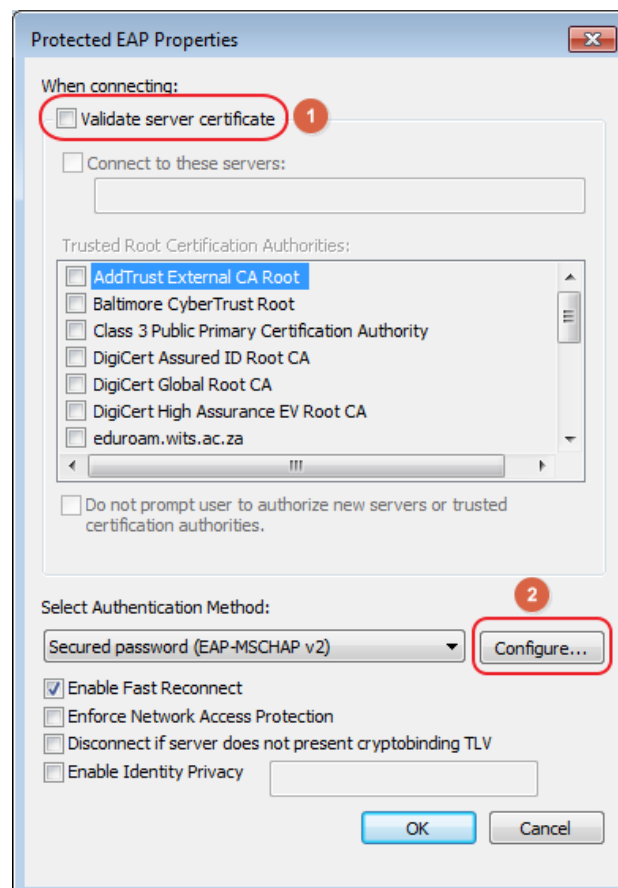 Protected EAP Properties
When connecting:
Validate server certificate
1
Connect to these servers:
Trusted Root Certification Authorities:
AddTrust External CA Root
Baltimore CyberTrust Root
Class 3 Public Primary Certification Authority
DigiCert Assured ID Root CA
DigiCert Global Root CA
DigiCert High Assurance EV Root CA
eduroam.wits.ac.za
Do not prompt user to authorize new servers or trusted
certification authorities.
2
Select Authentication Method:
Secured password (EAP-MSCHAP v2)
Configure...
Enable Fast Reconnect
Enforce Network Access Protection
Disconnect if server does not present cryptobinding TLV
Enable Identity Privacy
OK
Cancel